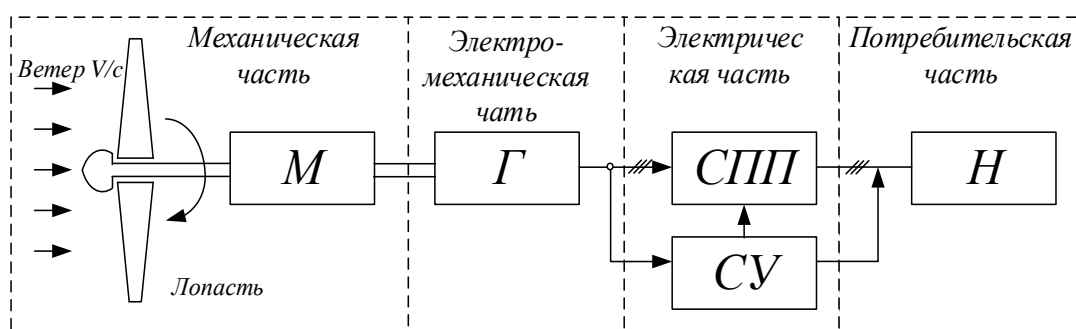 Механическая
часть
Электро-
механическая
чать
Электричес
кая часть
Потребительская
часть
Ветер V/c
М
Г
СПП
Н
СУ
Лопасть